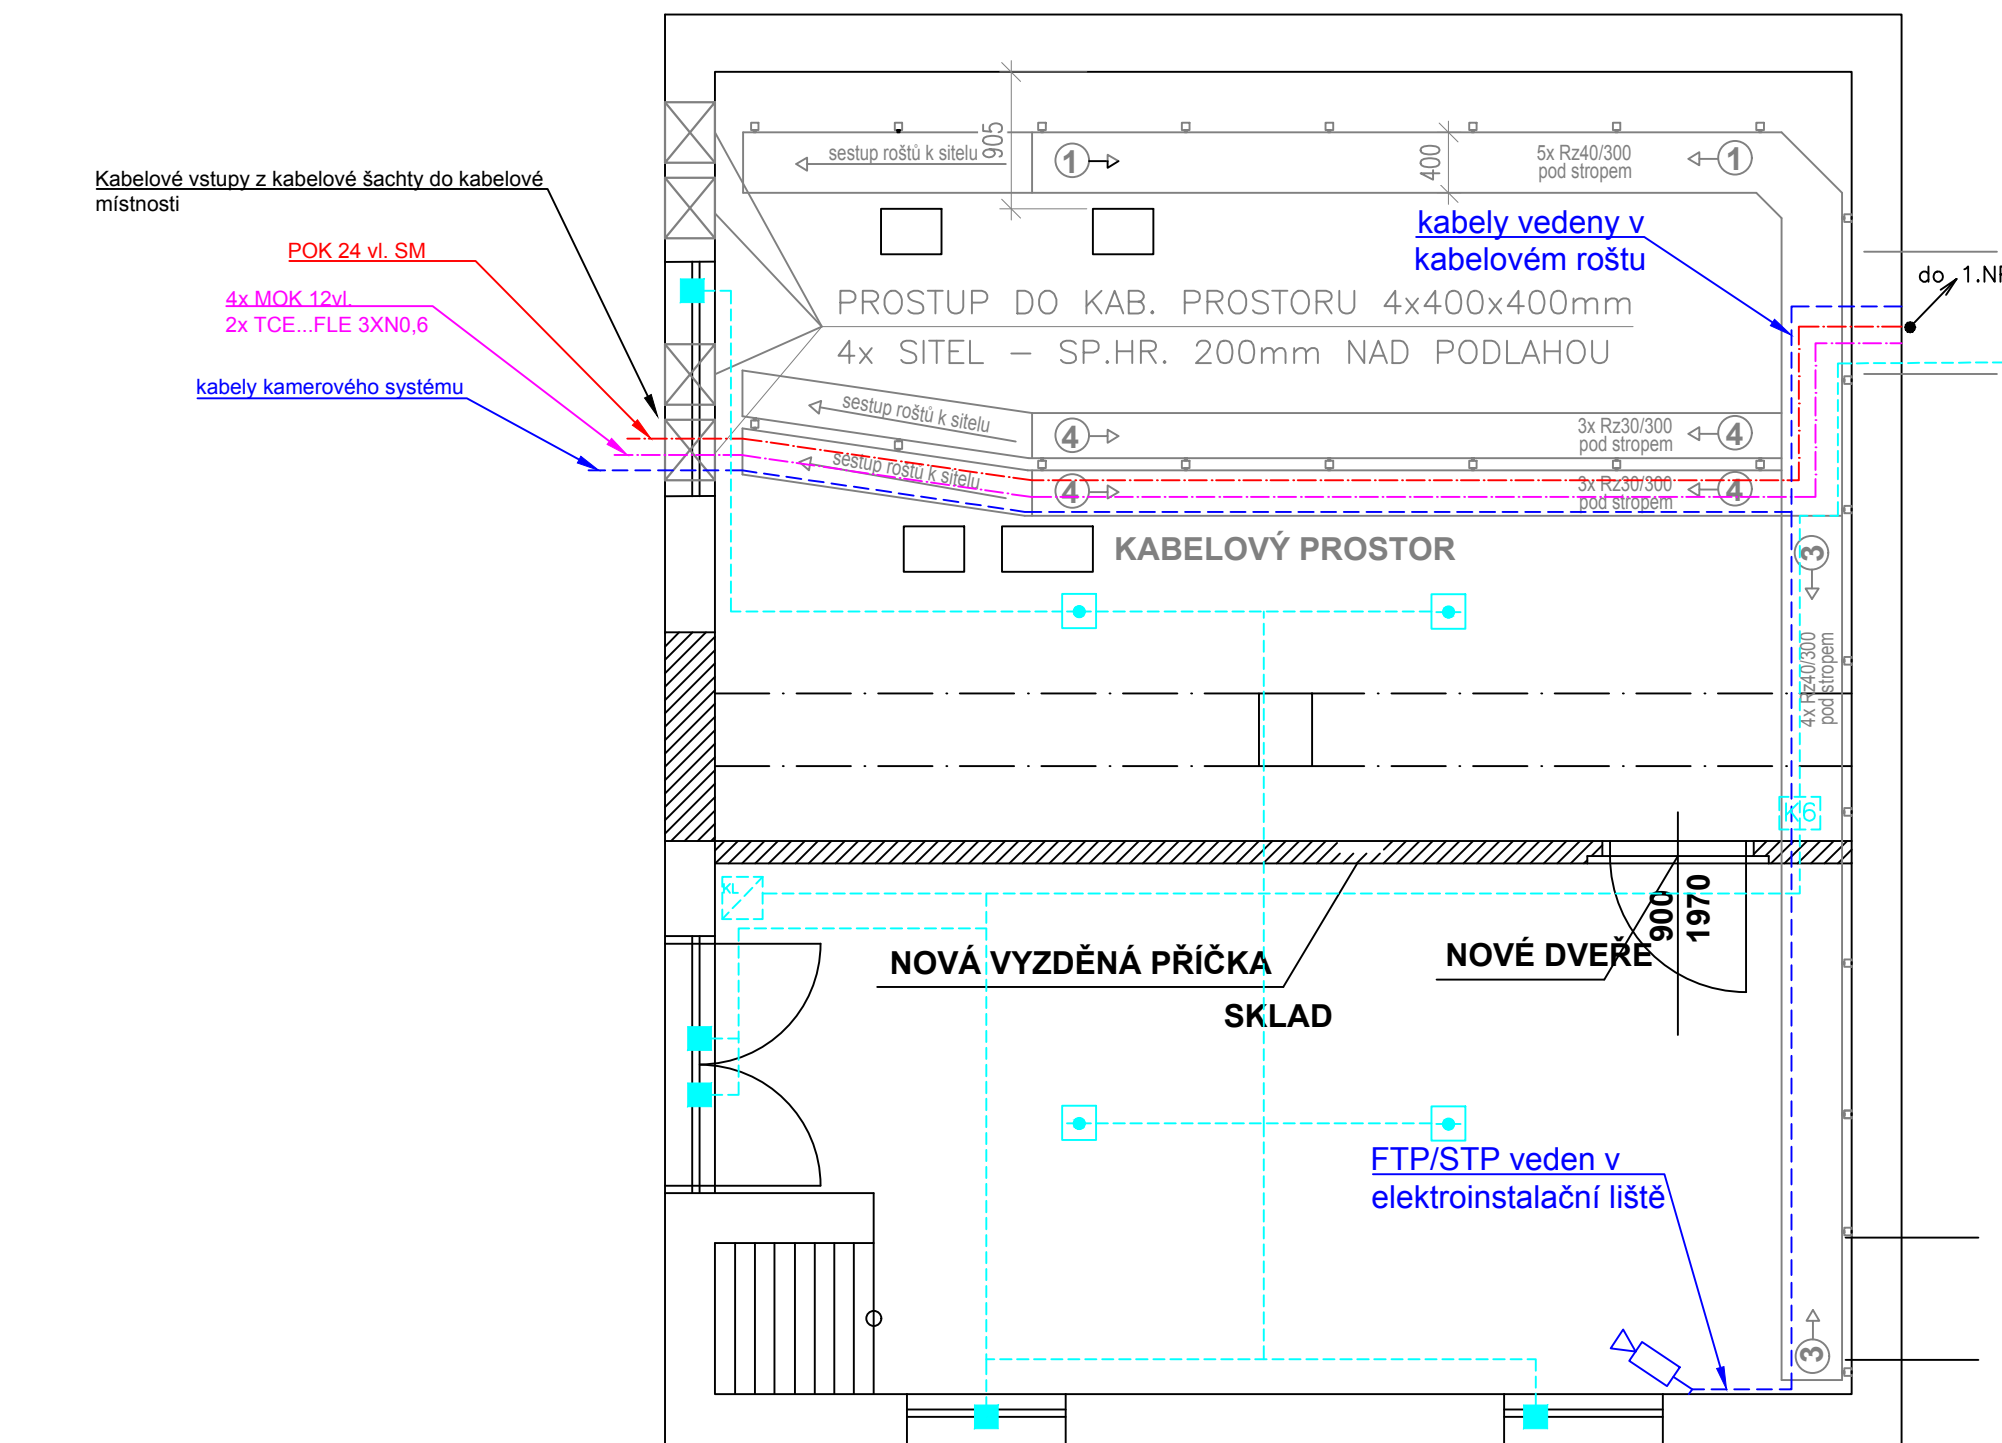 905
sestup roštů k sitelu
1
400
5x Rz40/300
pod stropem
1
Kabelové vstupy z kabelové šachty do kabelové
místnosti
POK 24 vl. SM
4x MOK 12vl.
2x TCE...FLE 3XN0,6
kabely kamerového systému
kabely vedeny v
kabelovém roštu
do 1.NP
PROSTUP DO KAB. PROSTORU 4x400x400mm
4x SITEL – SP.HR. 200mm NAD PODLAHOU
sestup roštů k sitelu
4
3x Rz30/300
pod stropem
4
sestup roštů k sitelu
4
3x Rz30/300
pod stropem
4
KABELOVÝ PROSTOR
3
4x Rz40/300
pod stropem
K6
KL
900
1970
NOVÁ VYZDĚNÁ PŘÍČKA
NOVÉ DVEŘE
SKLAD
FTP/STP veden v
elektroinstalační liště
3